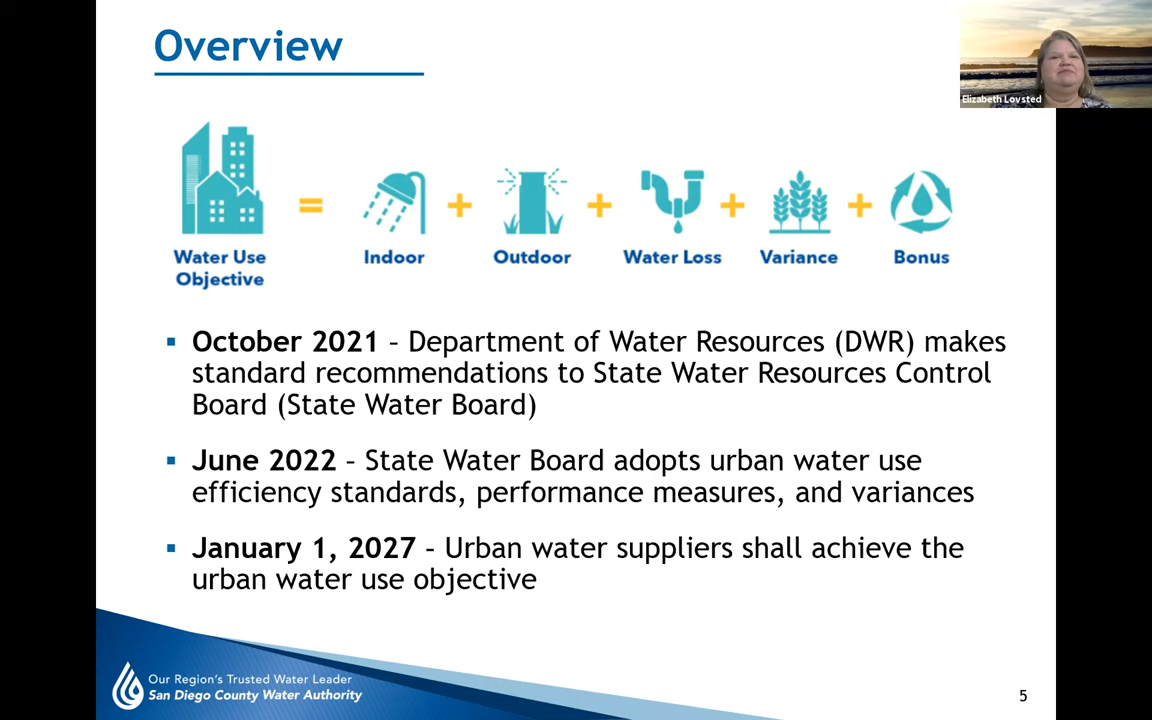 Overview
Elizabeth Lovsted
=
+
+
+
+
Water Use
Objective
Indoor
Outdoor
Water Loss
Variance
Bonus
▪ October 2021 – Department of Water Resources (DWR) makes
standard recommendations to State Water Resources Control
Board (State Water Board)
▪ June 2022 – State Water Board adopts urban water use
efficiency standards, performance measures, and variances
▪ January 1, 2027 – Urban water suppliers shall achieve the
urban water use objective
Our Region's Trusted Water Leader
San Diego County Water Authority
5